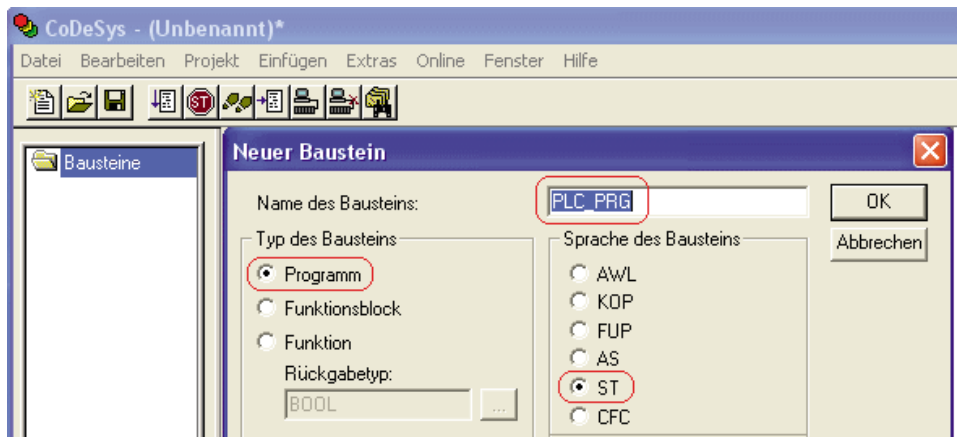 CoDeSys - (Unbenannt)*
Datei Bearbeiten Projekt Einfügen Extras Online Fenster Hilfe
ST
Bausteine
Neuer Baustein
Name des Bausteins:
PLC_PRG
OK
Abbrechen
Typ des Bausteins
Programm
Funktionsblock
Funktion
Rückgabetyp:
BOOL
...
Sprache des Bausteins
AWL
KOP
FUP
AS
ST
CFC